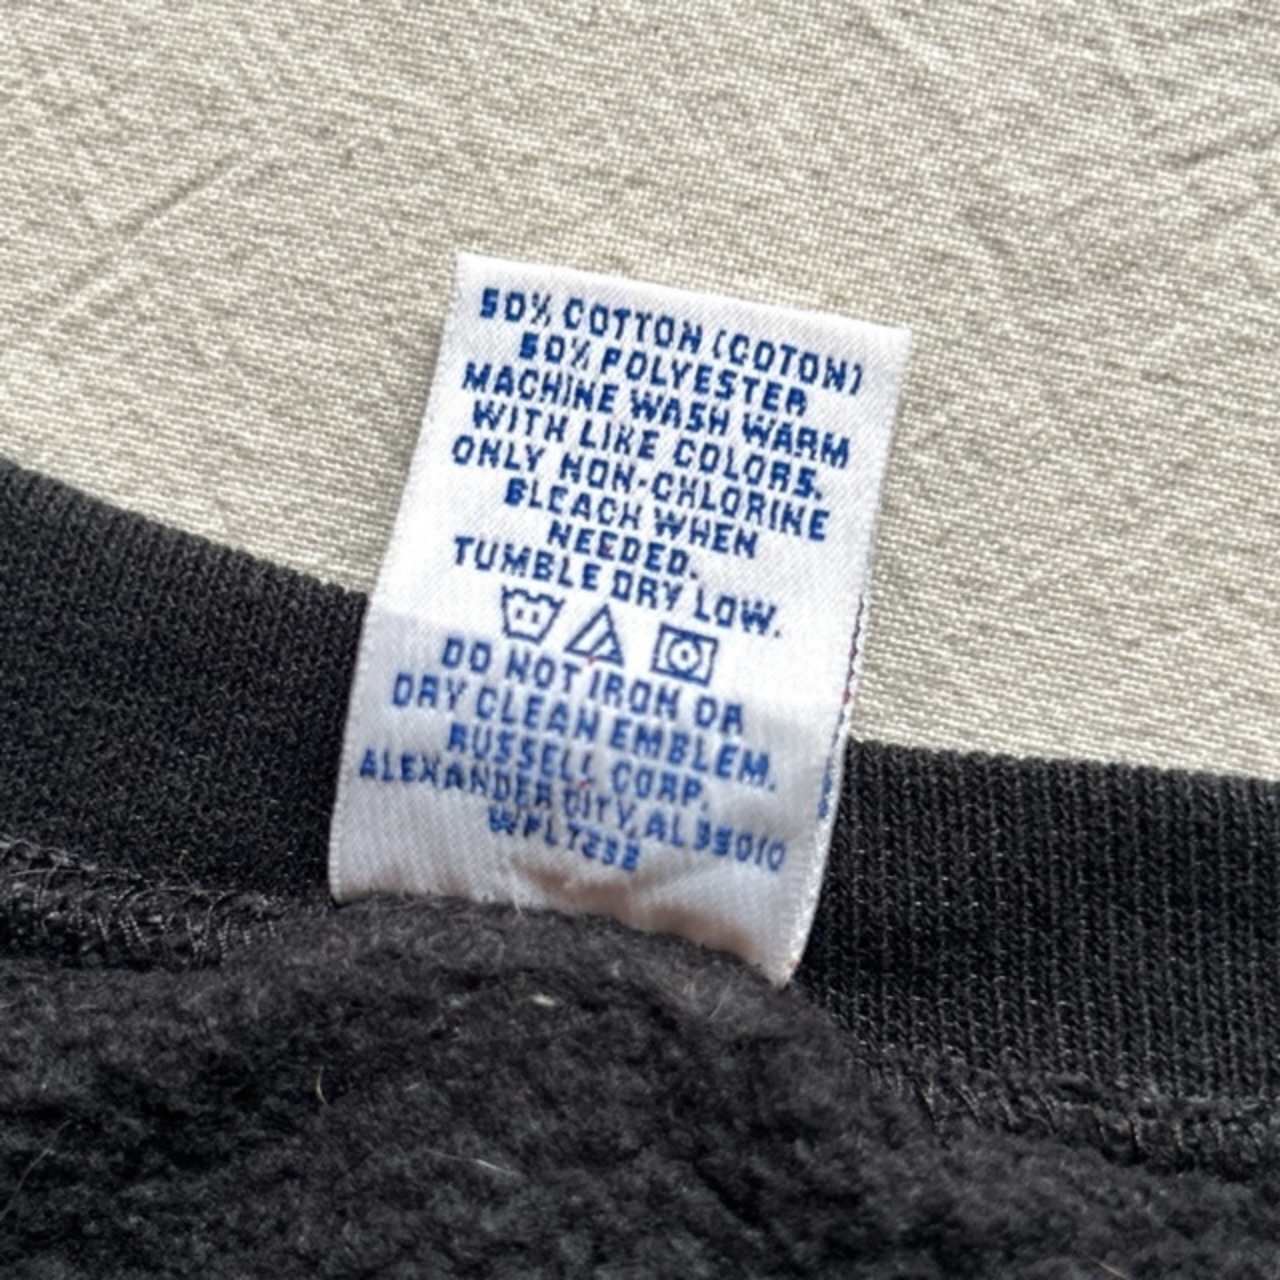 50% COTTON (COTON)
50% POLYESTER
MACHINE WASH WARM
WITH LIKE COLORS.
ONLY NON-CHLORINE
BLEACH WHEN
NEEDED.
TUMBLE DRY LOW.
DO NOT IRON OR
DRY CLEAN EMBLEM.
RUSSELL CORP.
ALEXANDER CITY, AL 35010